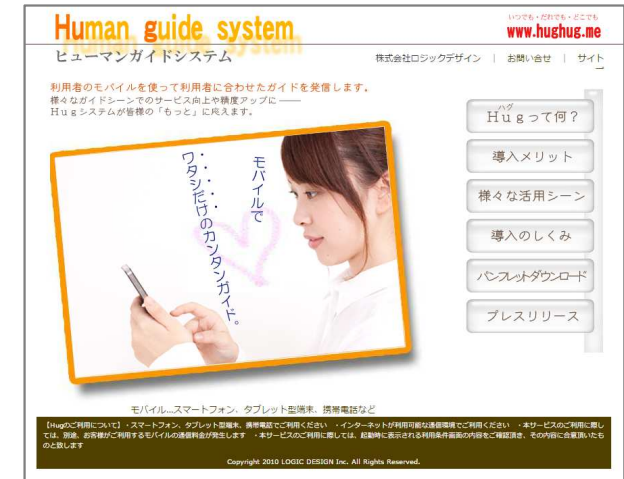 Human guide system
ヒューマンガイドシステム
いつでも・だれでも・どこでも
www.hughug.me
株式会社ロジックデザイン | お問い合せ | サイト
利用者のモバイルを使って利用者に合わせたガイドを発信します。
様々なガイドシーンでのサービス向上や精度アップに――
Hugシステムが皆様の「もっと」に応えます。
モバイルで
ワタシだけのカンタンガイド。
ハグ
Hugって何?
導入メリット
様々な活用シーン
導入のしくみ
パンフレットダウンロード
プレスリリース
モバイル...スマートフォン、タブレット型端末、携帯電話など
【Hugのご利用について】・スマートフォン、タブレット型端末、携帯電話でご利用ください ・インターネットが利用可能な通信環境でご利用ください ・本サービスのご利用に際し
ては、別途、お客様がご利用するモバイルの通信料金が発生します ・本サービスのご利用に際しては、起動時に表示される利用条件画面の内容をご確認頂き、その内容に合意頂いたも
のと致します
Copyright 2010 LOGIC DESIGN Inc. All Rights Reserved.